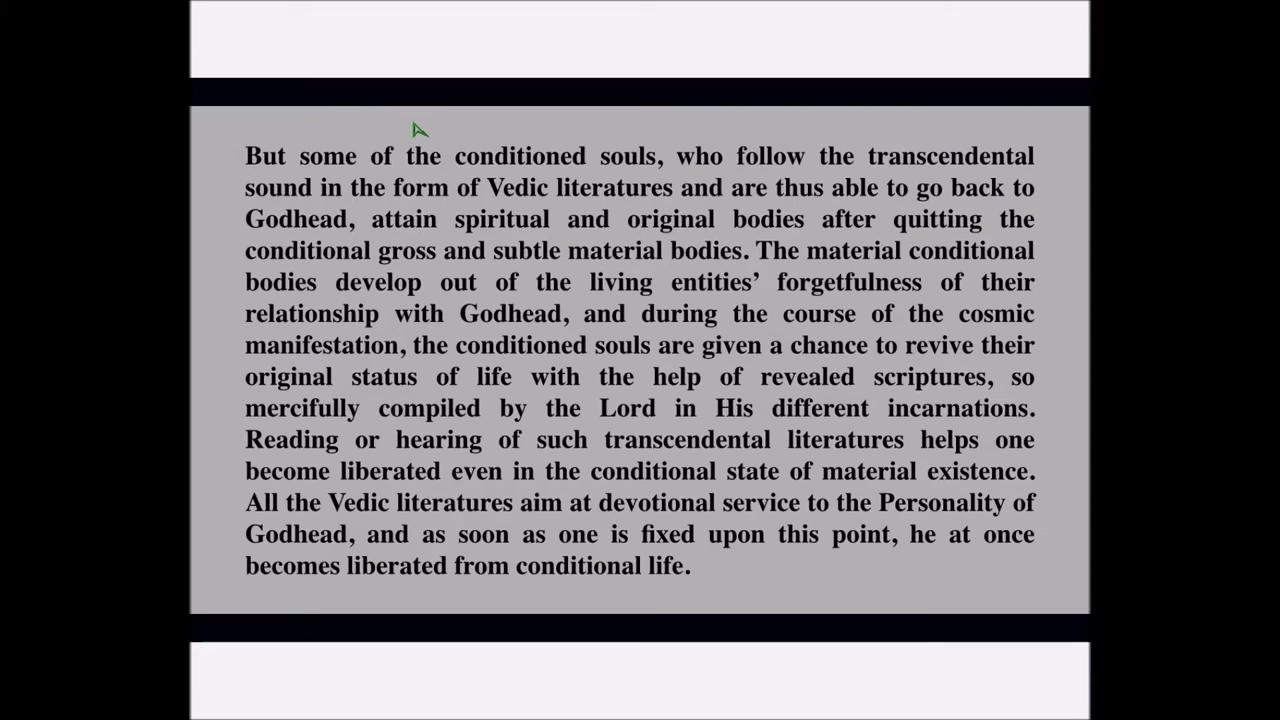 But some of the conditioned souls, who follow the transcendental
sound in the form of Vedic literatures and are thus able to go back to
Godhead, attain spiritual and original bodies after quitting the
conditional gross and subtle material bodies. The material conditional
bodies develop out of the living entities’ forgetfulness of their
relationship with Godhead, and during the course of the cosmic
manifestation, the conditioned souls are given a chance to revive their
original status of life with the help of revealed scriptures, so
mercifully compiled by the Lord in His different incarnations.
Reading or hearing of such transcendental literatures helps one
become liberated even in the conditional state of material existence.
All the Vedic literatures aim at devotional service to the Personality of
Godhead, and as soon as one is fixed upon this point, he at once
becomes liberated from conditional life.